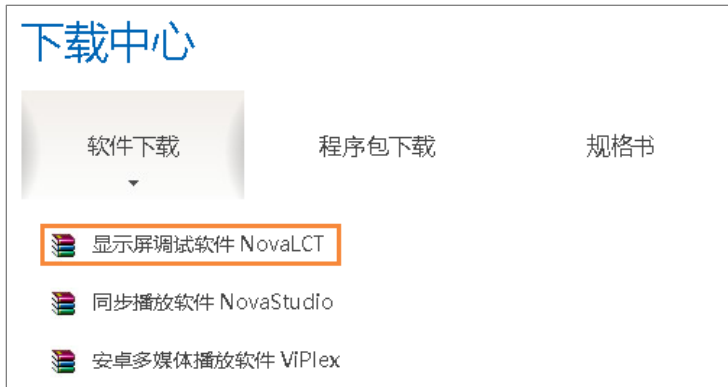 下载中心
软件下载 程序包下载 规格书
显示屏调试软件 NovaLCT
同步播放软件 NovaStudio
安卓多媒体播放软件 ViPlex